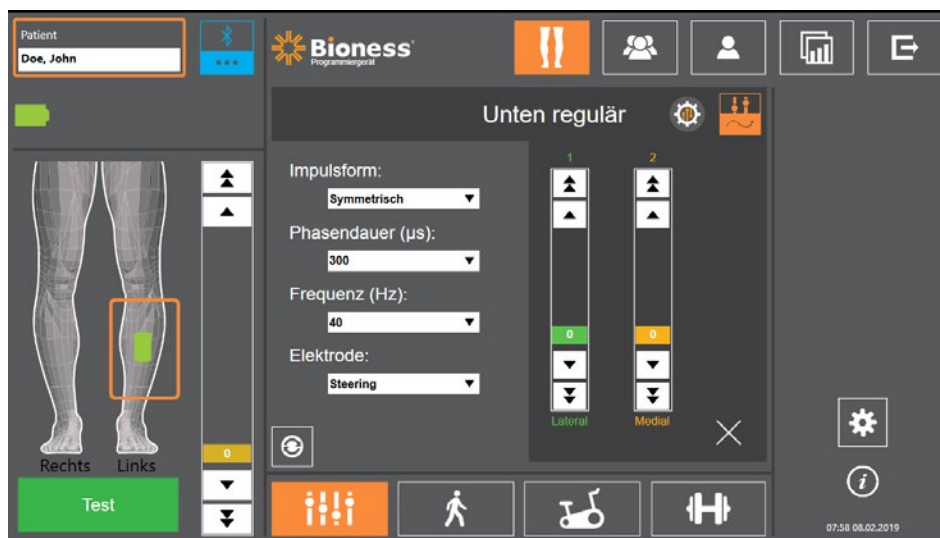 Patient
Doe, John
Bioness
Programmiergerät
Unten regulär
Impulsform:
Symmetrisch
Phasendauer (µs):
300
Frequenz (Hz):
40
Elektrode:
Steering
1
2
0
0
Lateral
Medial
Rechts
Links
0
Test
07:58 08.02.2019